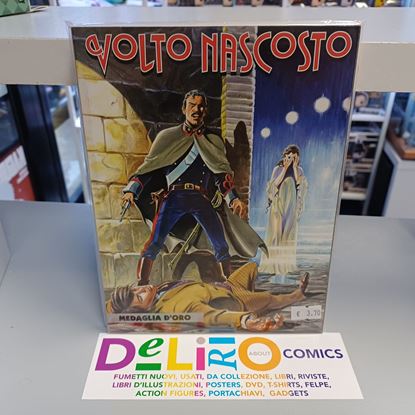 VOLTO NASCOSTO
MEDAGLIA D'ORO
€ 3,70
DeLiRiO ABOUT COMICS
FUMETTI NUOVI, USATI, DA COLLEZIONE, LIBRI, RIVISTE,
LIBRI D'ILLUSTRAZIONI, POSTERS, DVD, T-SHIRTS, FELPE,
ACTION FIGURES, PORTACHIAVI, GADGETS